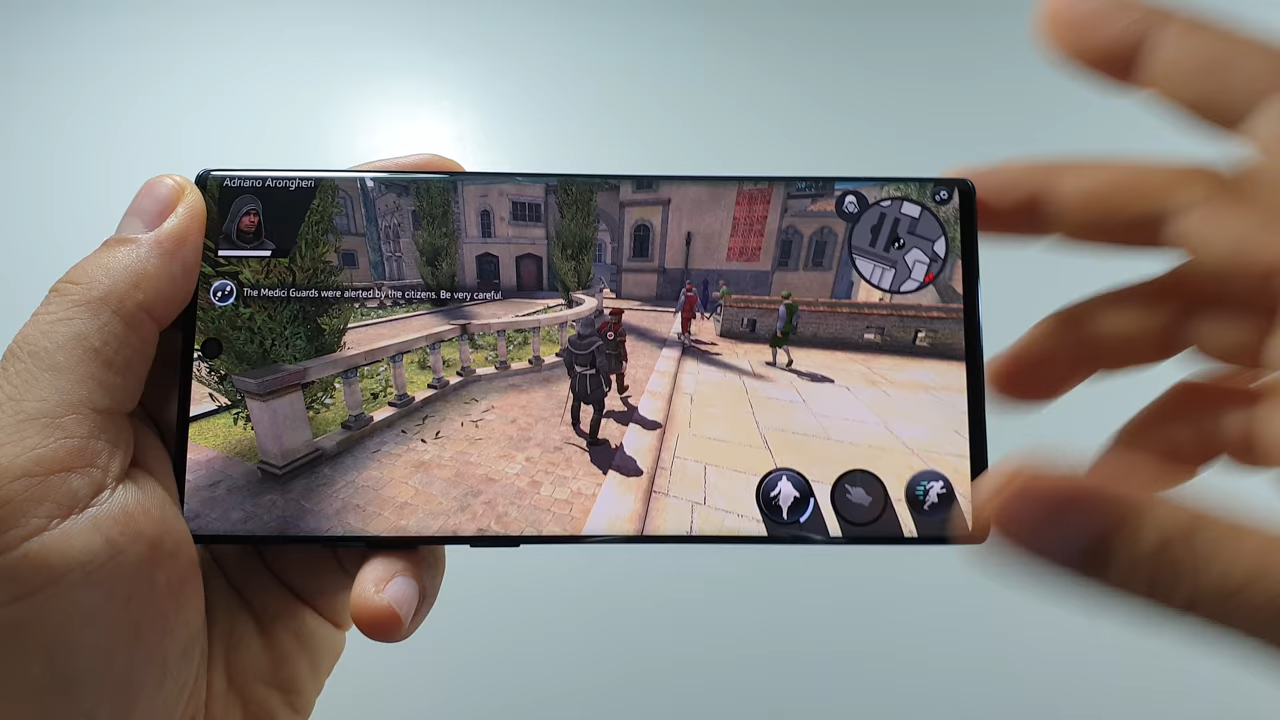 Adriano Arongheri
The Medici Guards were alerted by the citizens. Be very careful.